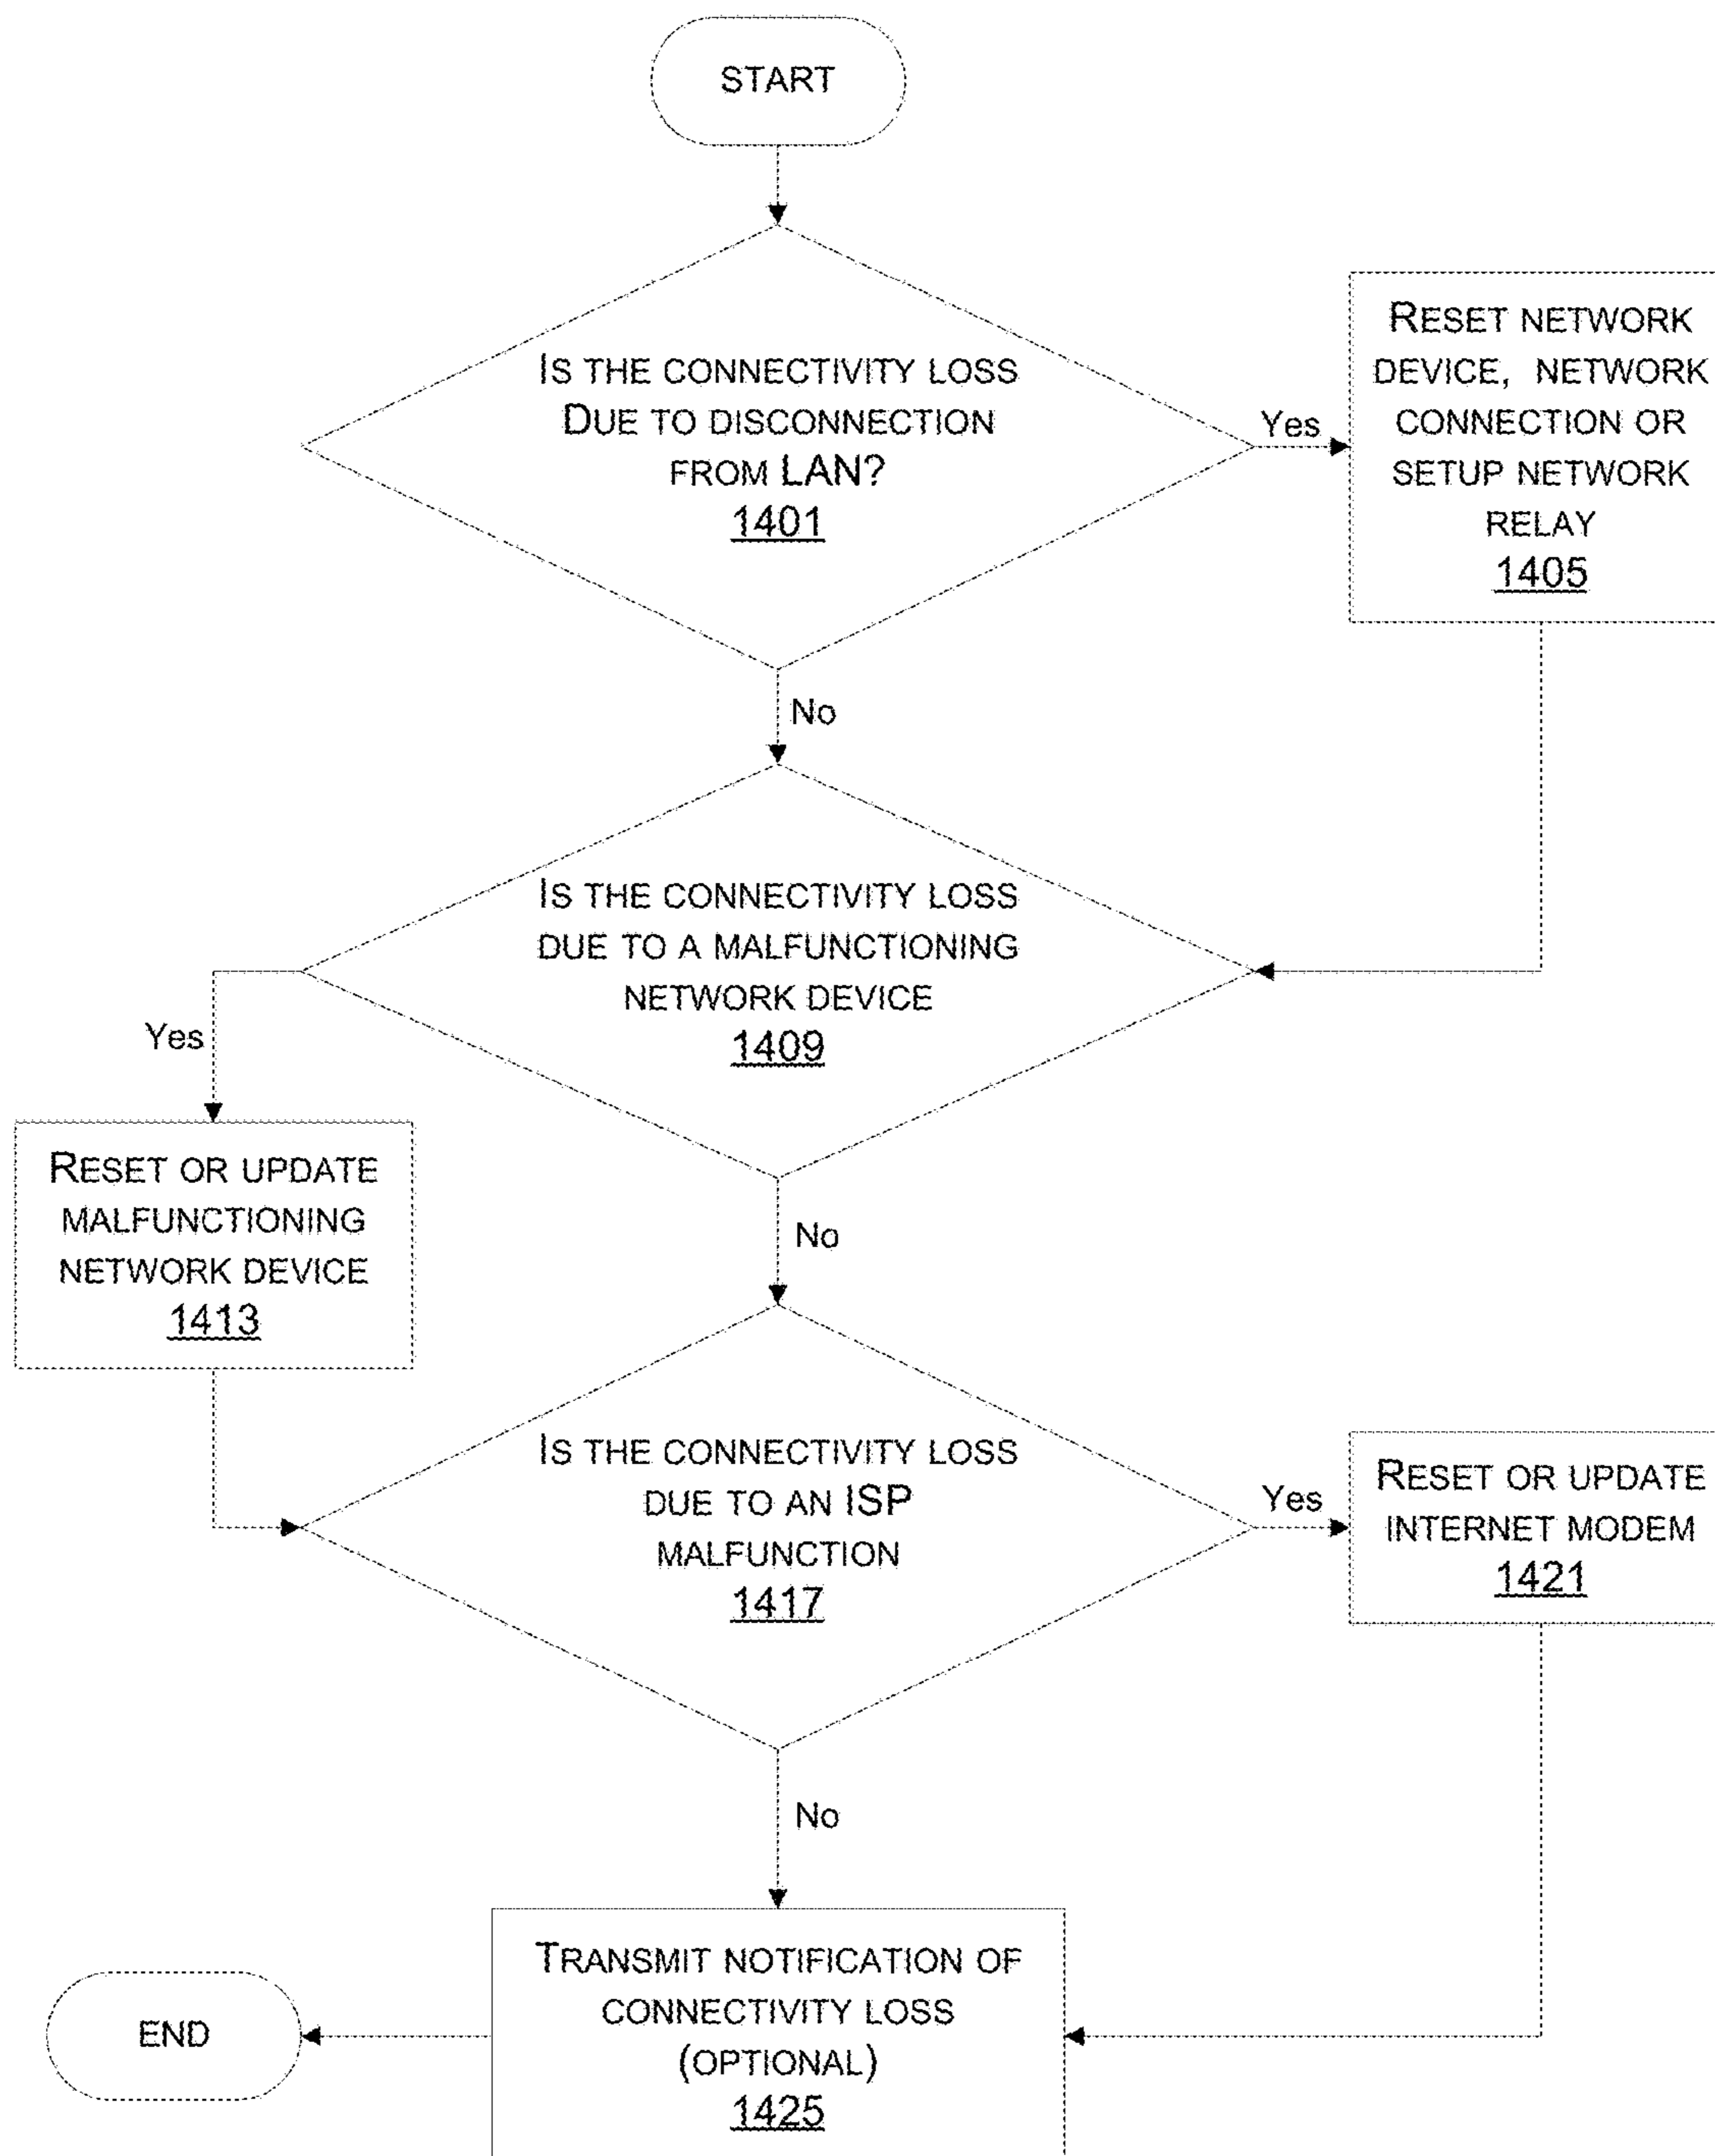 START
IS THE CONNECTIVITY LOSS
DUE TO DISCONNECTION
FROM LAN?
1401
Yes
RESET NETWORK
DEVICE, NETWORK
CONNECTION OR
SETUP NETWORK
RELAY
1405
No
IS THE CONNECTIVITY LOSS
DUE TO A MALFUNCTIONING
NETWORK DEVICE
1409
Yes
RESET OR UPDATE
MALFUNCTIONING
NETWORK DEVICE
1413
No
IS THE CONNECTIVITY LOSS
DUE TO AN ISP
MALFUNCTION
1417
Yes
RESET OR UPDATE
INTERNET MODEM
1421
No
TRANSMIT NOTIFICATION OF
CONNECTIVITY LOSS
(OPTIONAL)
1425
END